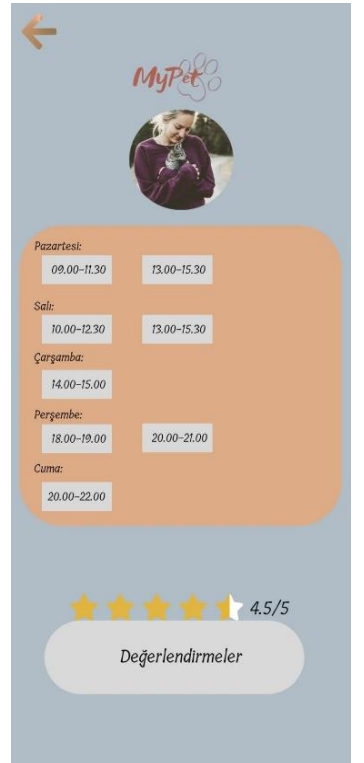 MyPet
Pazartesi:
09.00-11.30 13.00-15.30
Salı:
10.00-12.30 13.00-15.30
Çarşamba:
14.00-15.00
Perşembe:
18.00-19.00 20.00-21.00
Cuma:
20.00-22.00
4.5/5
Değerlendirmeler